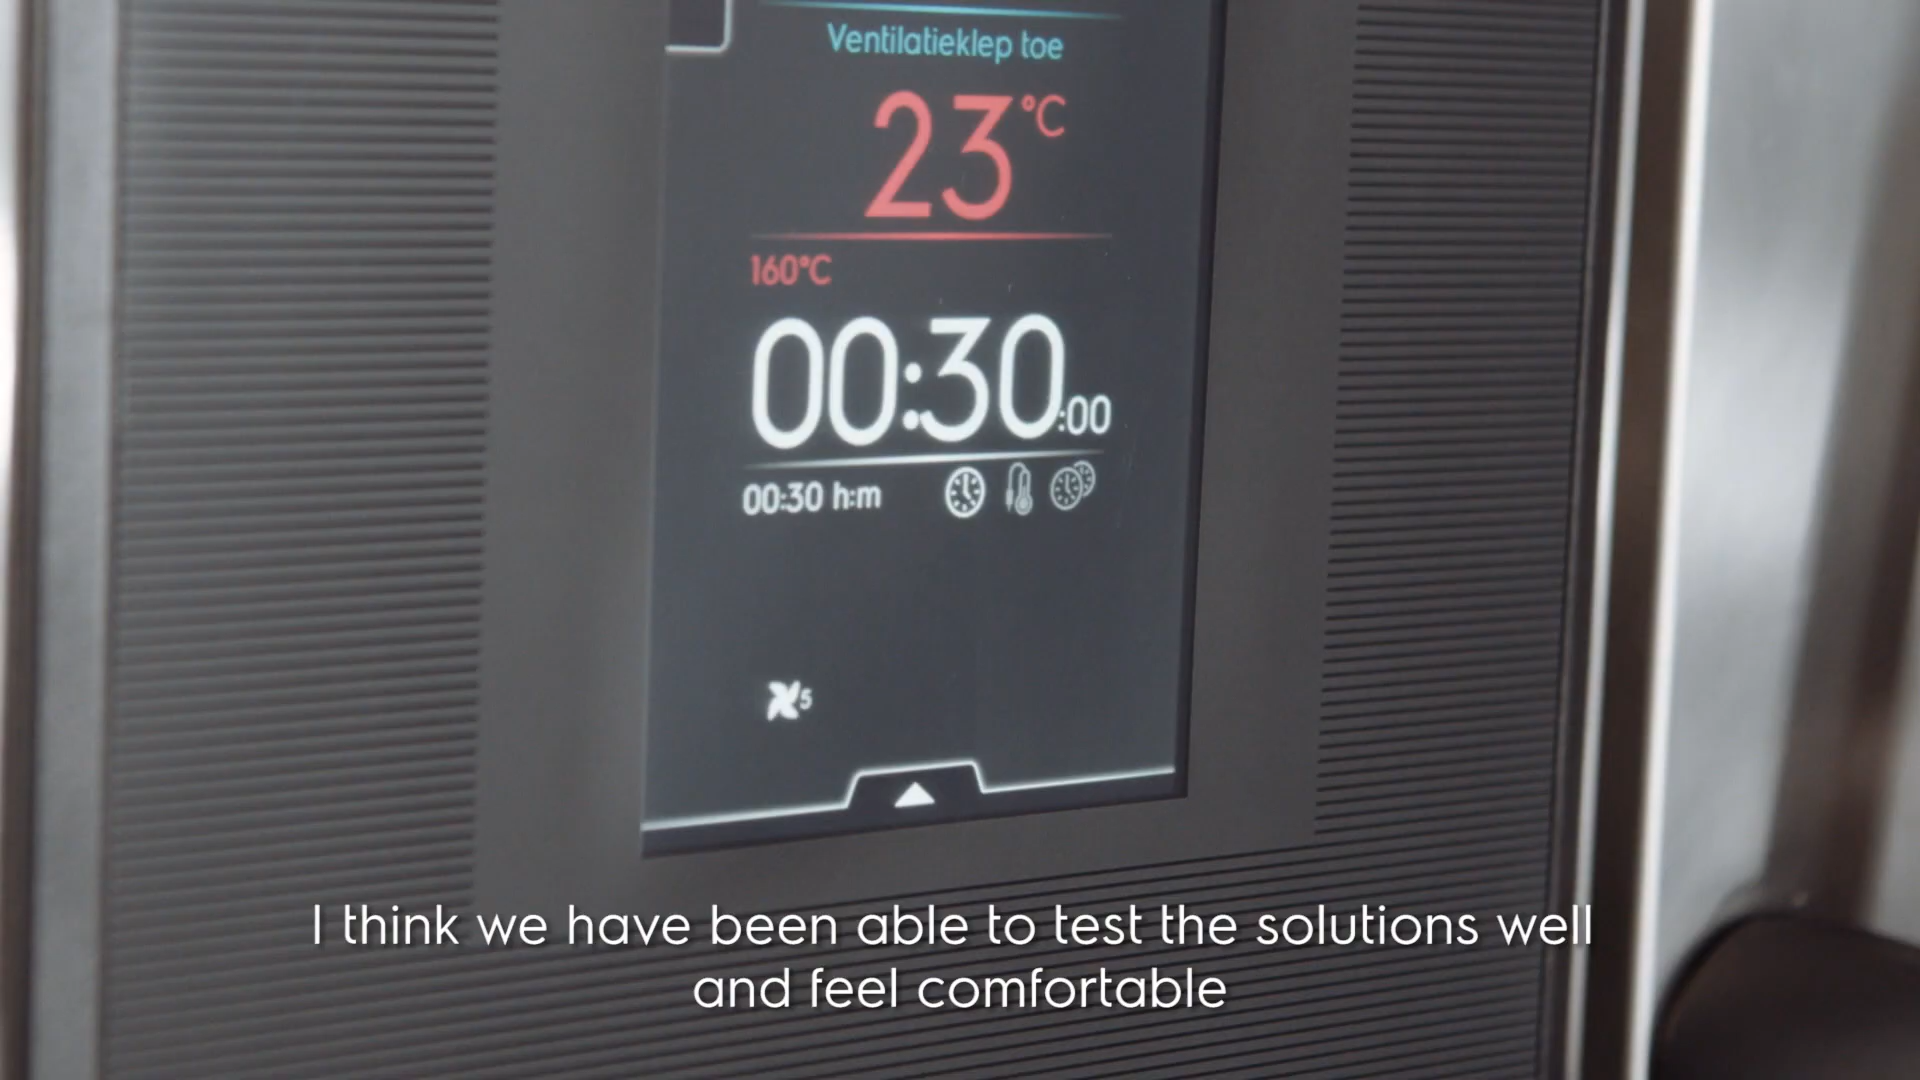 Ventilatieklep toe
23°C
160°C
00:30:00
00:30 h:m
5
I think we have been able to test the solutions well
and feel comfortable